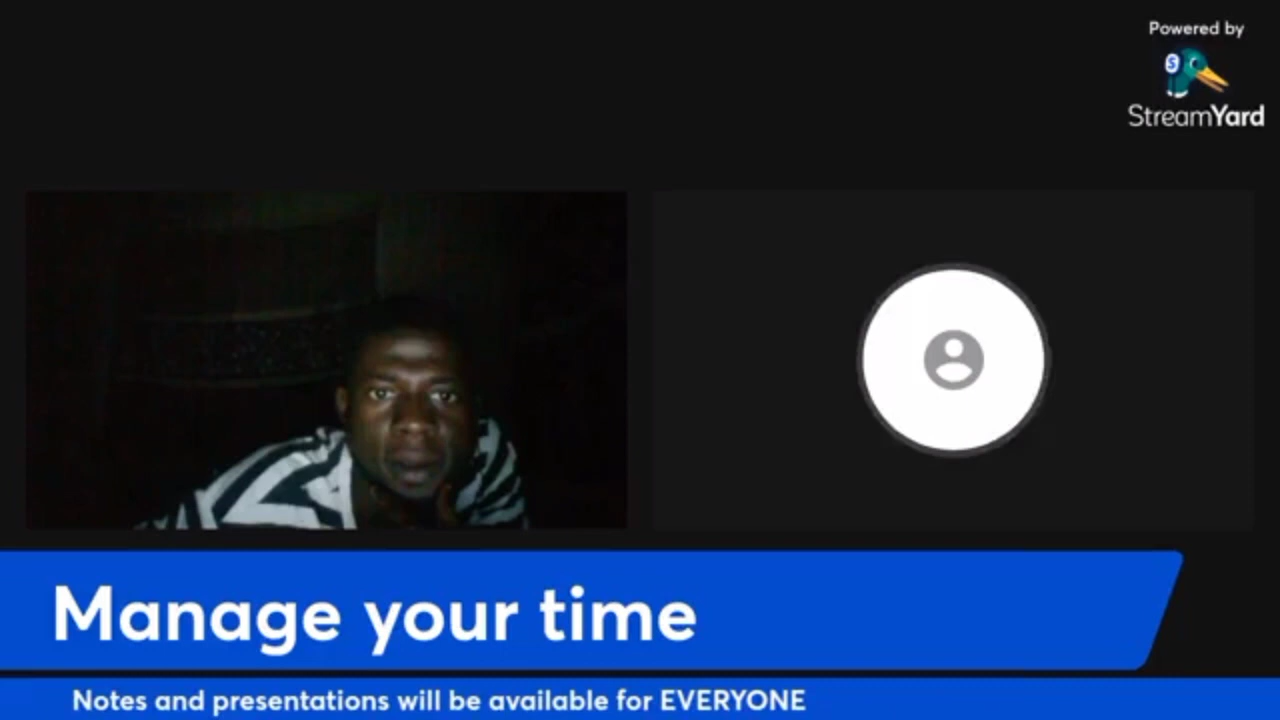 Powered by
S
StreamYard
Manage your time
Notes and presentations will be available for EVERYONE